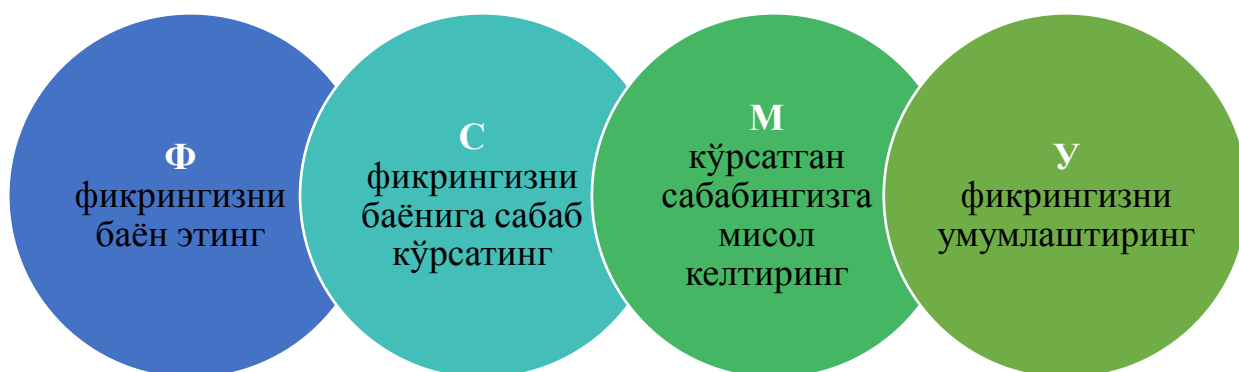 Ф
фикрингизни
баён этинг
С
фикрингизни
баёнига сабаб
кўрсатинг
М
кўрсатган
сабабингизга
мисол
келтиринг
У
фикрингизни
умумлаштиринг